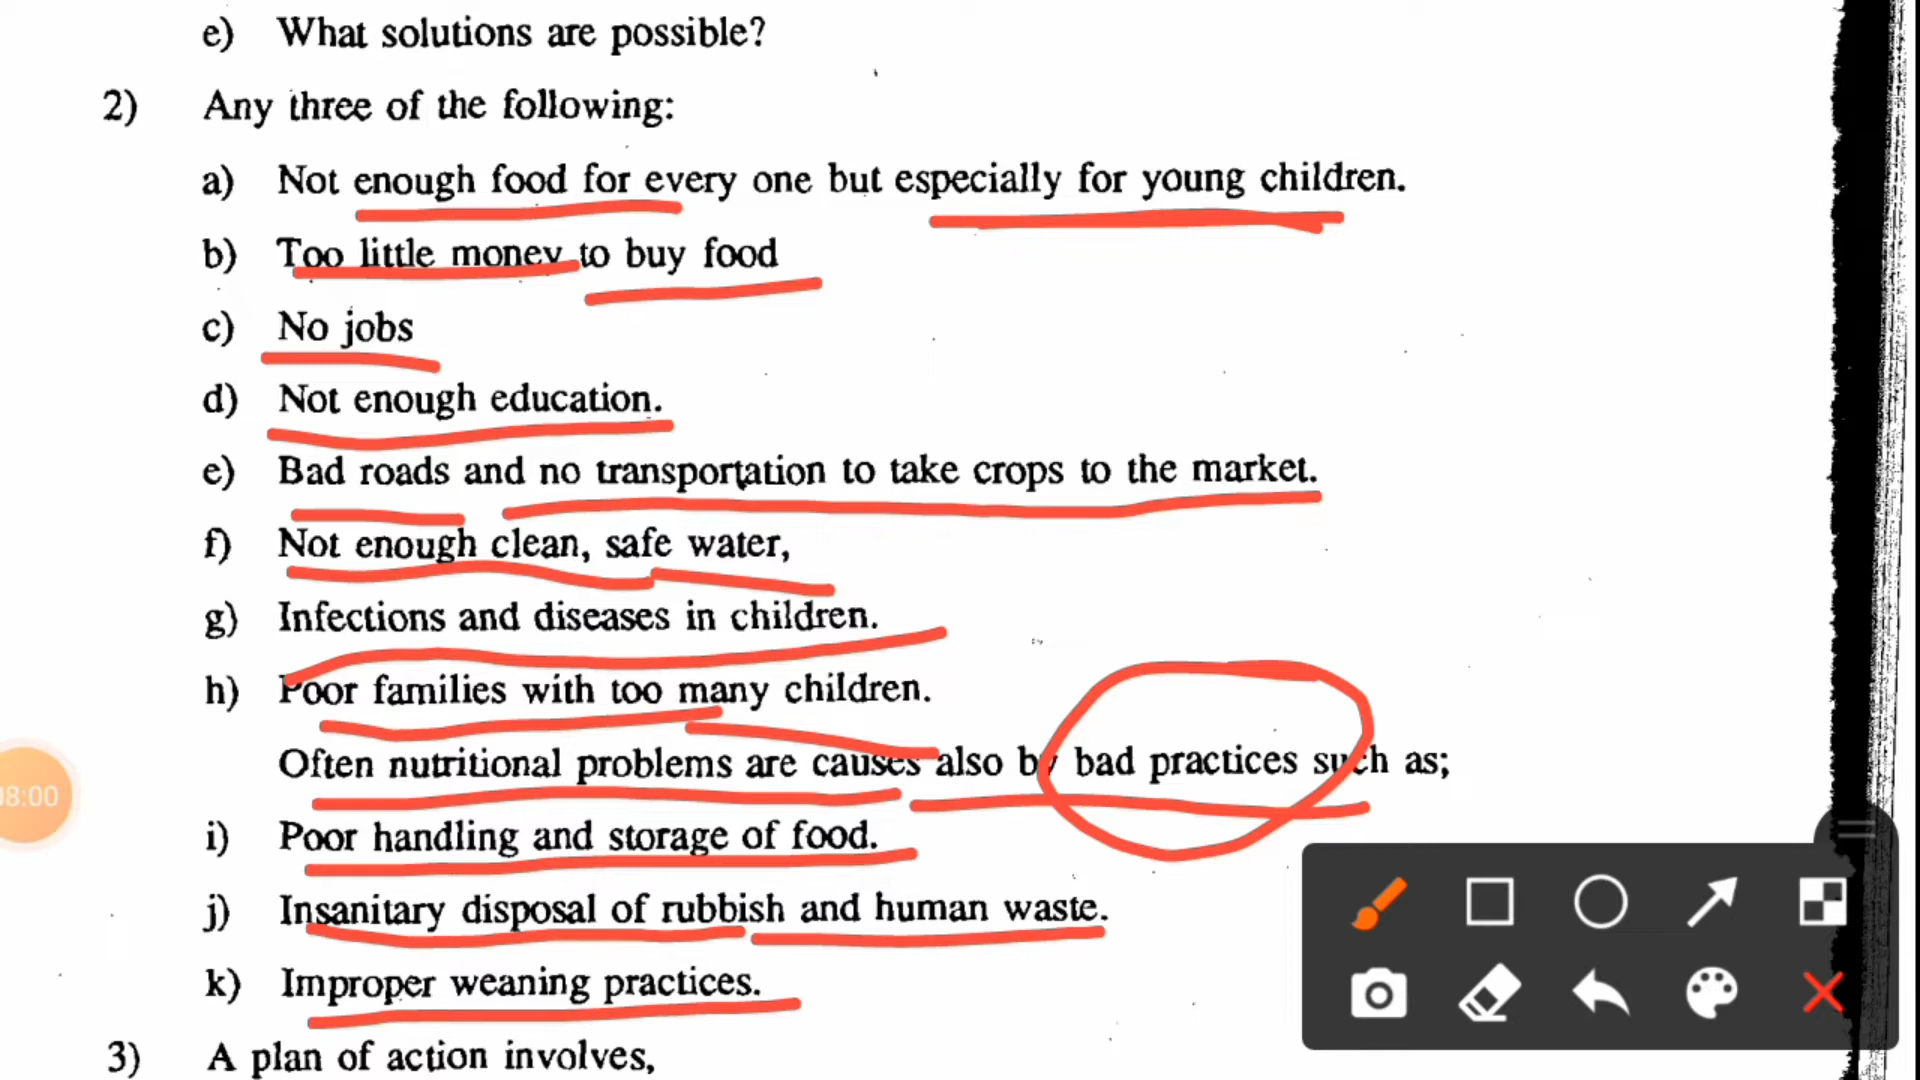 e) What solutions are possible?
2) Any three of the following:
a) Not enough food for every one but especially for young children.
b) Too little money to buy food
c) No jobs
d) Not enough education.
e) Bad roads and no transportation to take crops to the market.
f) Not enough clean, safe water,
g) Infections and diseases in children.
h) Poor families with too many children.
Often nutritional problems are causes also by bad practices such as;
i) Poor handling and storage of food.
j) Insanitary disposal of rubbish and human waste.
k) Improper weaning practices.
3) A plan of action involves,